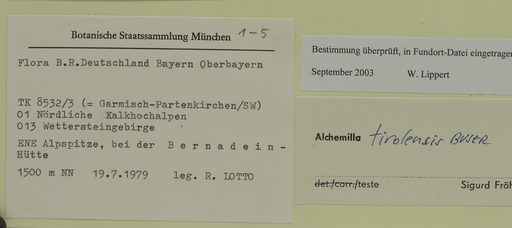 Botanische Staatssammlung München 1-5
Flora B.R.Deutschland Bayern Oberbayern
TK 8532/3 (= Garmisch-Partenkirchen/SW)
01 Nördliche Kalkhochalpen
013 Wettersteingebirge
ENE Alpspitze, bei der B e r n a d e i n -
Hütte
1500 m NN 19.7.1979 leg. R. LOTTO
Bestimmung überprüft, in Fundort-Datei eingetragen
September 2003 W. Lippert
Alchemilla tirolensis BUSER
det./corr./teste Sigurd Fröh